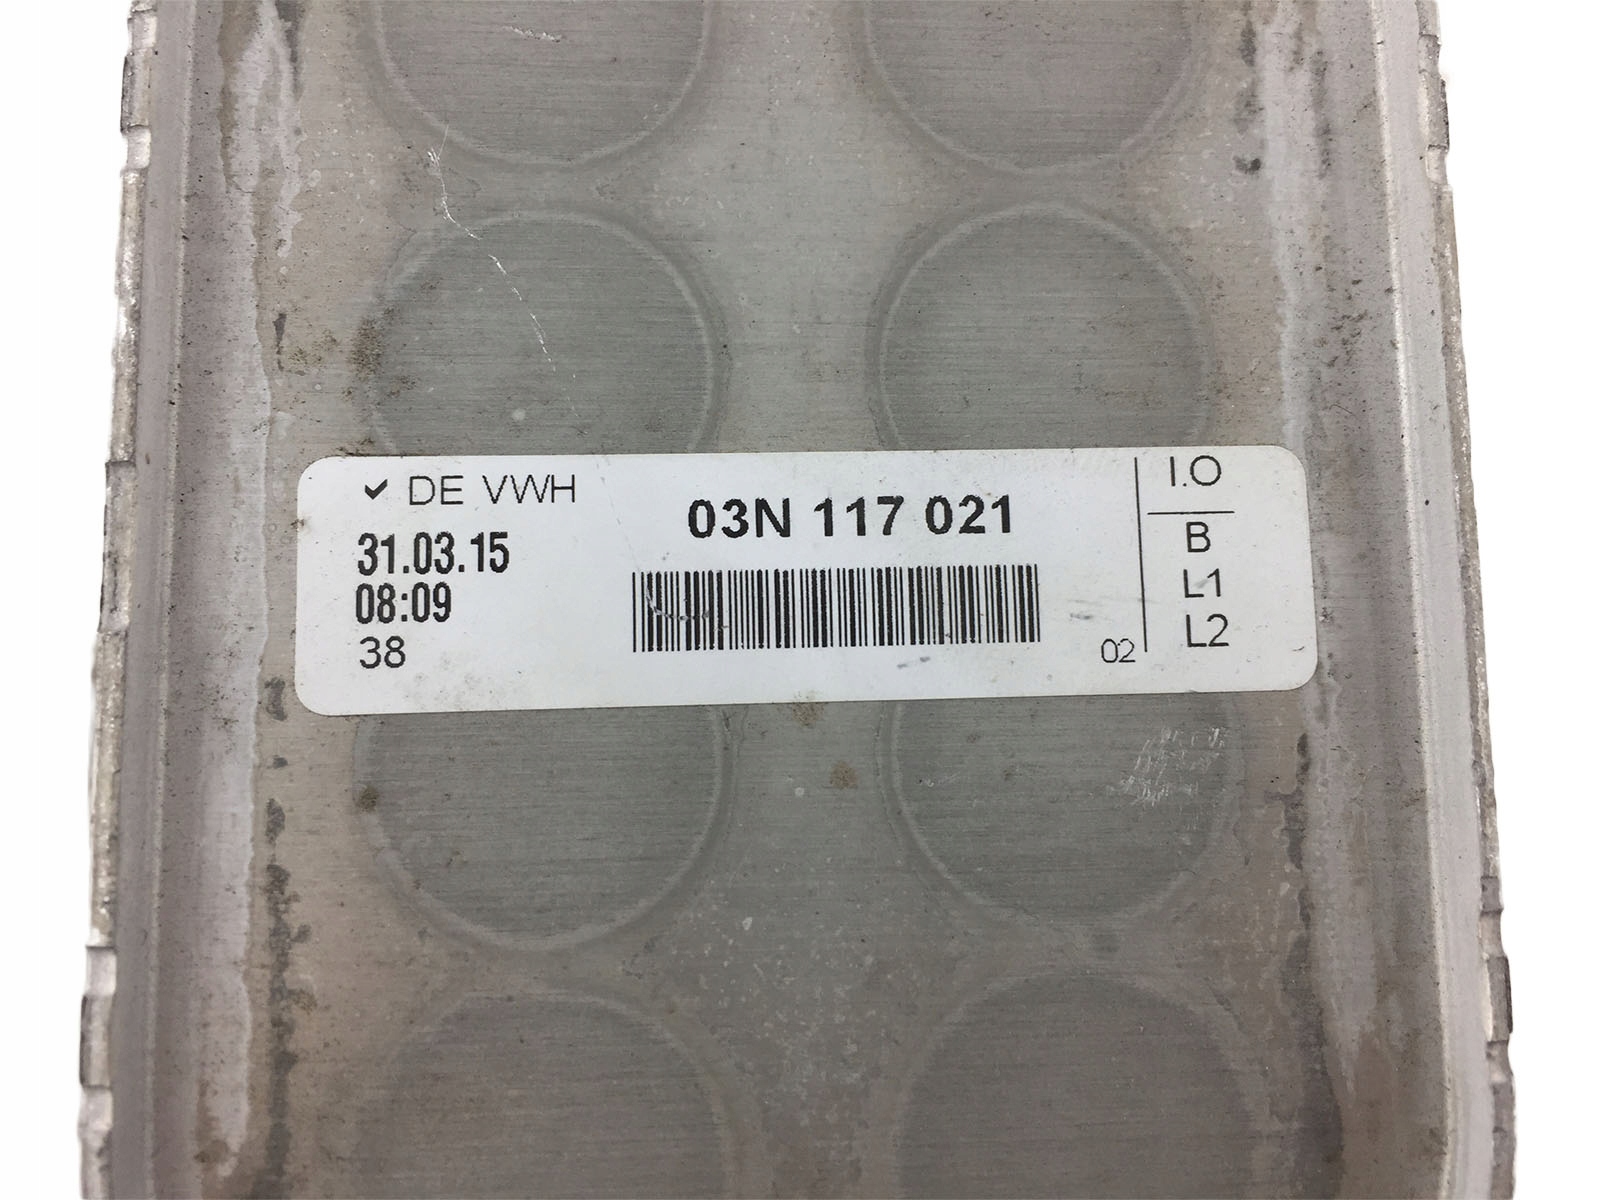 ✓ DE VWH
31.03.15
08:09
38
03N 117 021
02
I.O
B
L1
L2